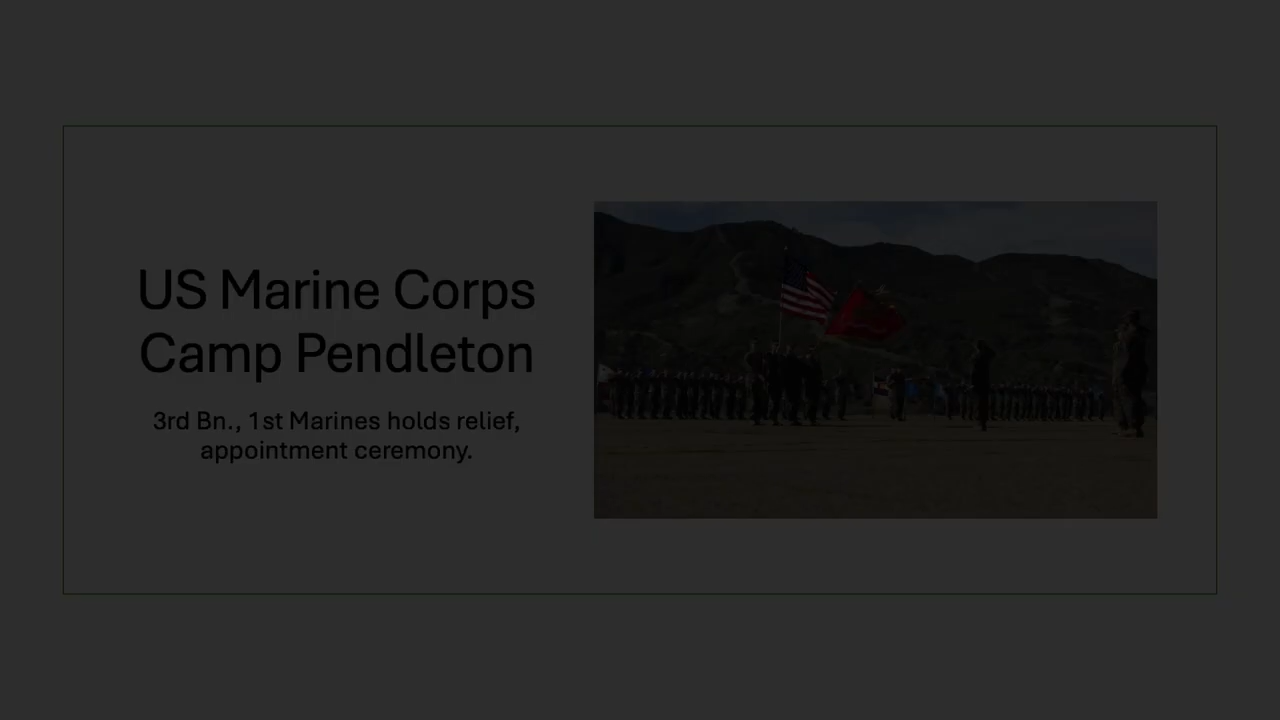 US Marine Corps
Camp Pendleton
3rd Bn., 1st Marines holds relief,
appointment ceremony.